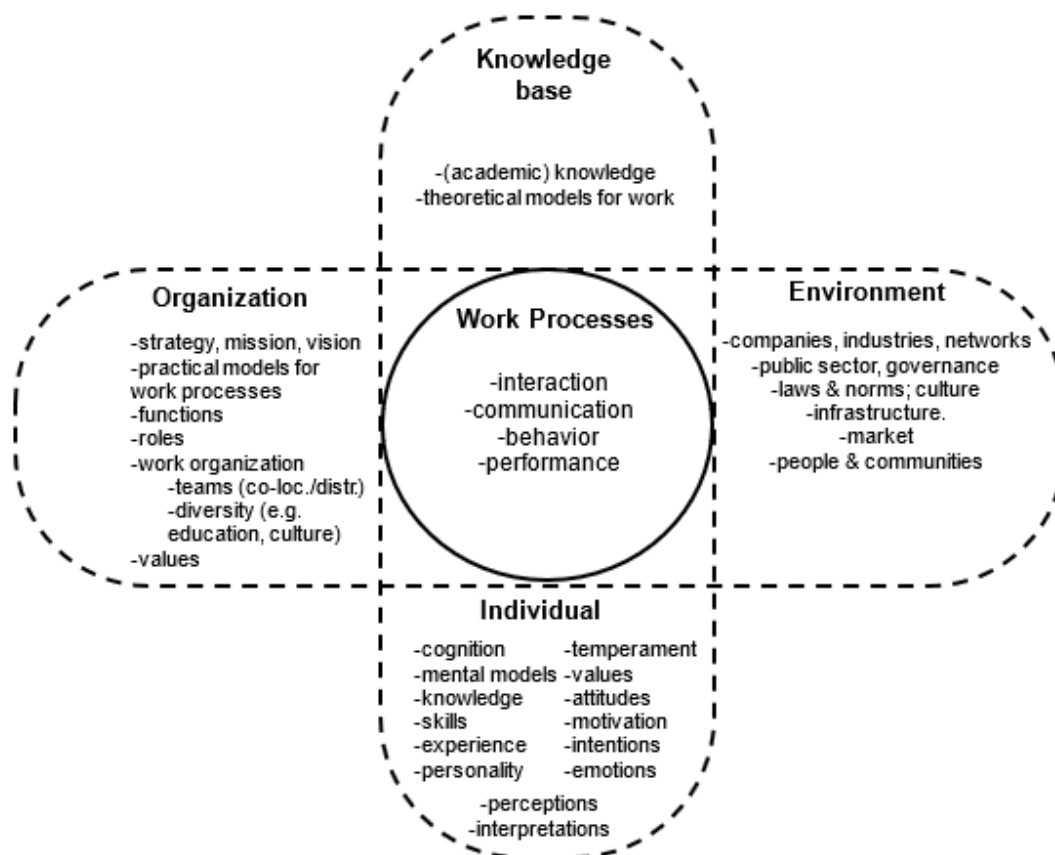 Knowledge
base
-(academic) knowledge
-theoretical models for work
Organization
-strategy, mission, vision
-practical models for
work processes
-functions
-roles
-work organization
-teams (co-loc./distr.)
-diversity (e.g.
education, culture)
-values
Work Processes
-interaction
-communication
-behavior
-performance
Environment
-companies, industries, networks
-public sector, governance
-laws & norms; culture
-infrastructure.
-market
-people & communities
Individual
-cognition
-mental models
-knowledge
-skills
-experience
-personality
-temperament
-values
-attitudes
-motivation
-intentions
-emotions
-perceptions
-interpretations